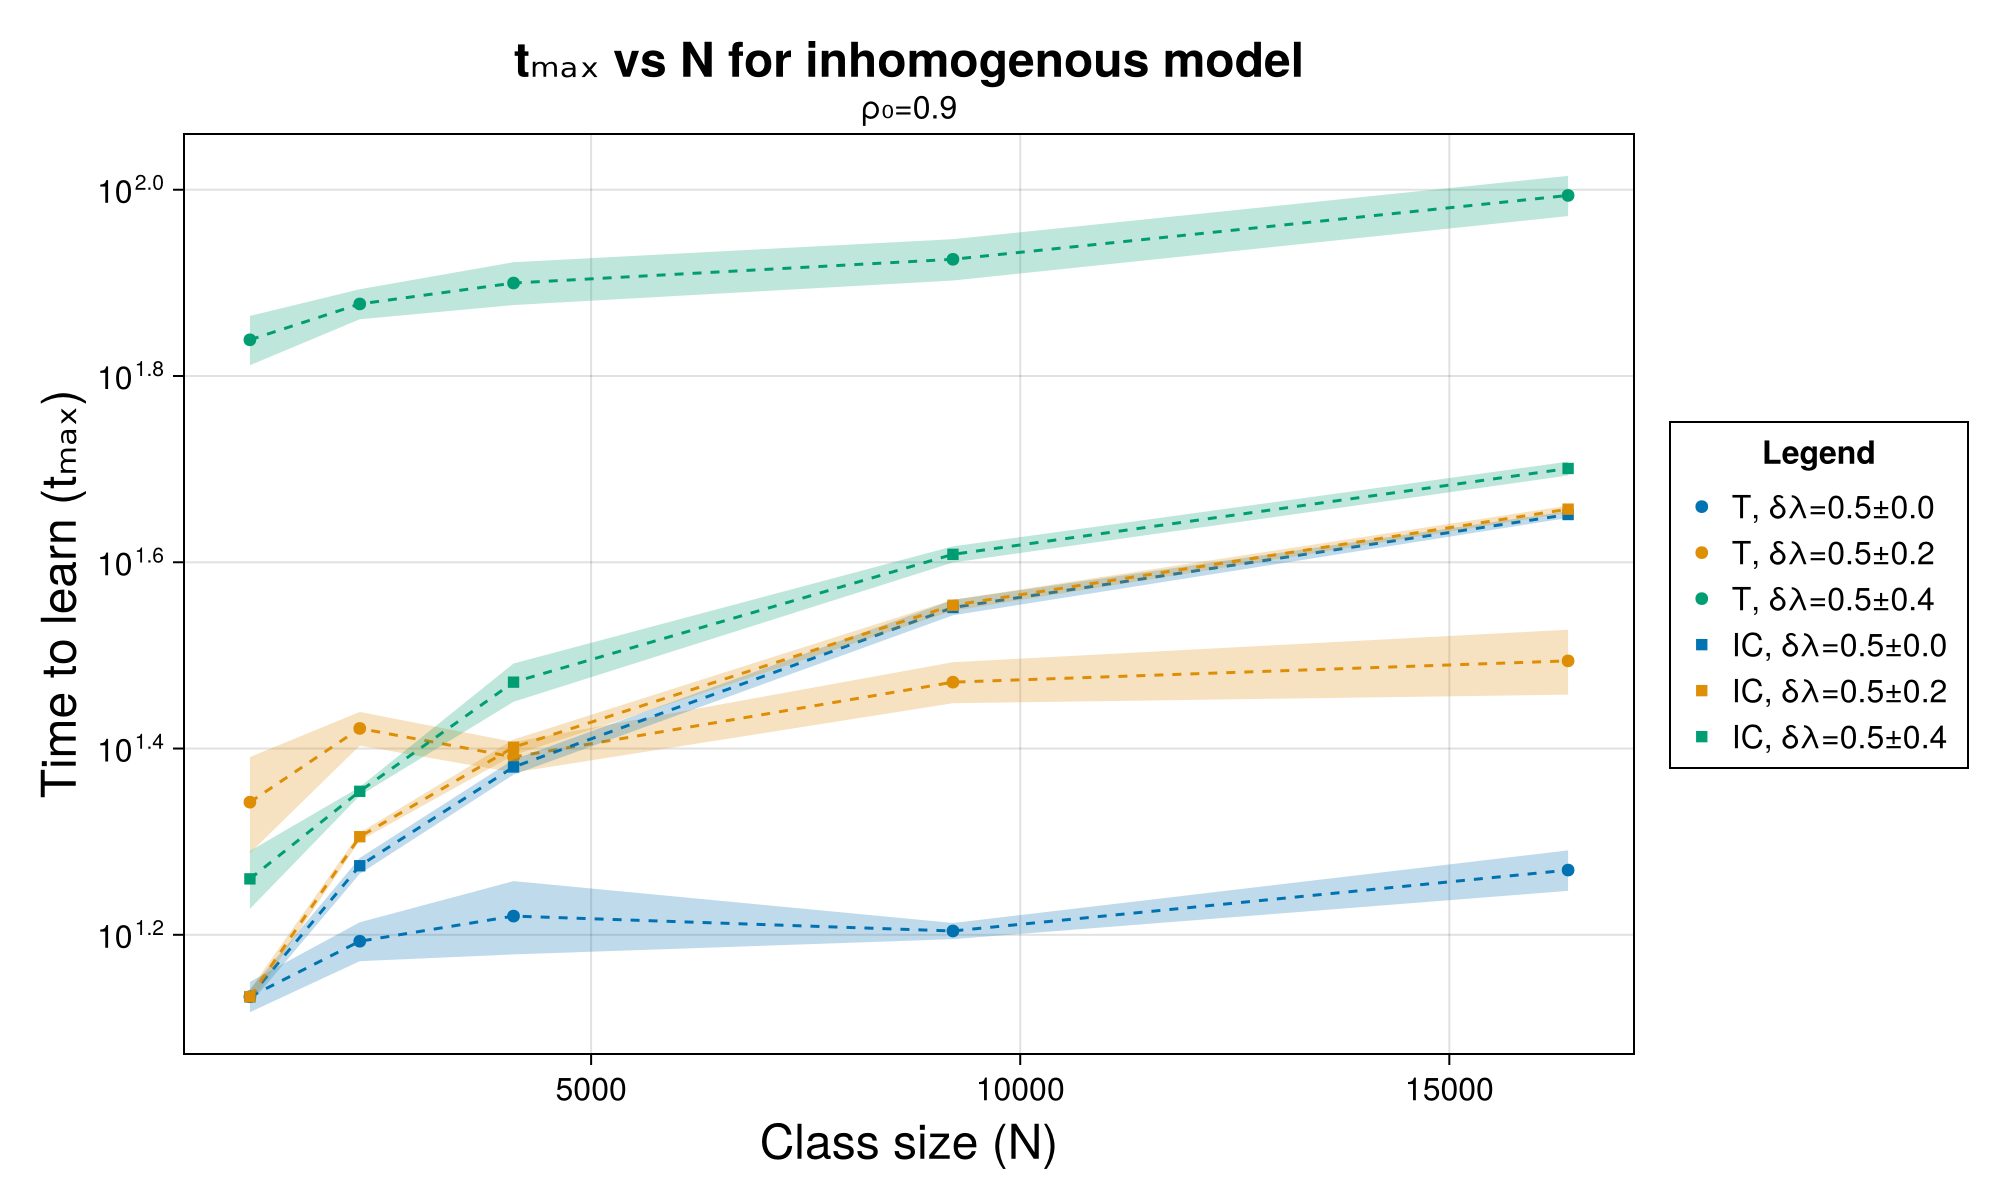 tₘₐₓ vs N for inhomogenous model
ρ₀=0.9
Time to learn (tₘₐₓ)
10²·⁰
10¹·⁸
10¹·⁶
10¹·⁴
10¹·²
5000
10000
15000
Class size (N)
Legend
T, δλ=0.5±0.0
T, δλ=0.5±0.2
T, δλ=0.5±0.4
IC, δλ=0.5±0.0
IC, δλ=0.5±0.2
IC, δλ=0.5±0.4